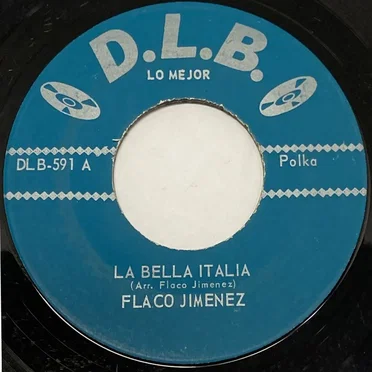 D.L.B.
LO MEJOR
DLB-591 A
Polka
LA BELLA ITALIA
(Arr. Flaco Jimenez)
FLACO JIMENEZ